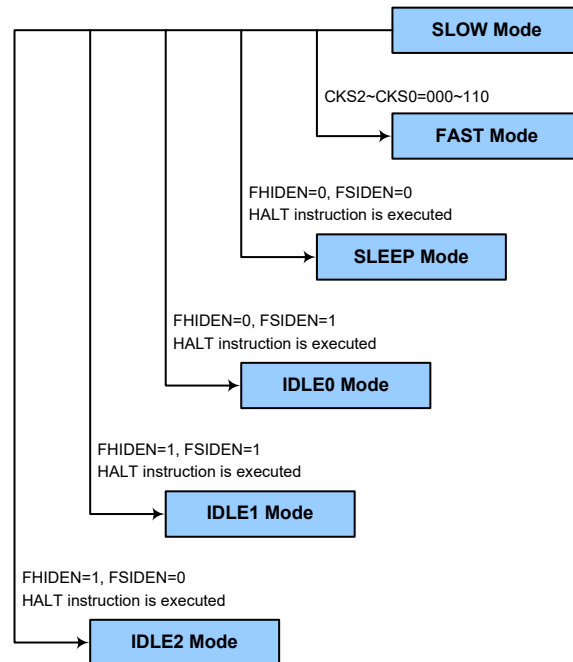 SLOW Mode
CKS2~CKS0=000~110
FAST Mode
FHIDEN=0, FSIDEN=0
HALT instruction is executed
SLEEP Mode
FHIDEN=0, FSIDEN=1
HALT instruction is executed
IDLE0 Mode
FHIDEN=1, FSIDEN=1
HALT instruction is executed
IDLE1 Mode
FHIDEN=1, FSIDEN=0
HALT instruction is executed
IDLE2 Mode